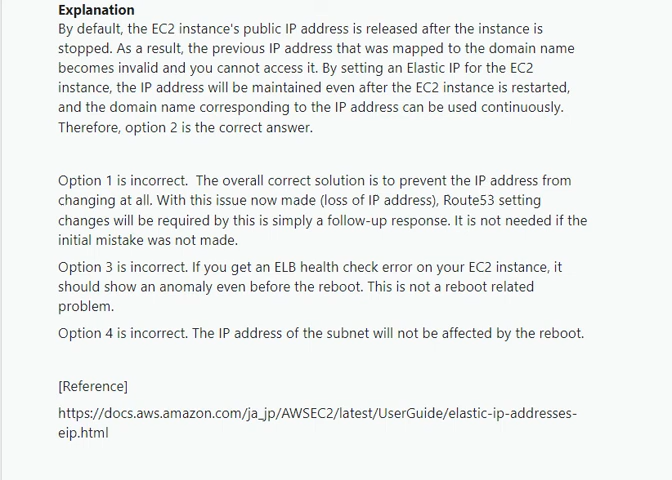 Explanation
By default, the EC2 instance's public IP address is released after the instance is
stopped. As a result, the previous IP address that was mapped to the domain name
becomes invalid and you cannot access it. By setting an Elastic IP for the EC2
instance, the IP address will be maintained even after the EC2 instance is restarted,
and the domain name corresponding to the IP address can be used continuously.
Therefore, option 2 is the correct answer.
Option 1 is incorrect.  The overall correct solution is to prevent the IP address from
changing at all. With this issue now made (loss of IP address), Route53 setting
changes will be required by this is simply a follow-up response. It is not needed if the
initial mistake was not made.
Option 3 is incorrect. If you get an ELB health check error on your EC2 instance, it
should show an anomaly even before the reboot. This is not a reboot related
problem.
Option 4 is incorrect. The IP address of the subnet will not be affected by the reboot.
[Reference]
https://docs.aws.amazon.com/ja_jp/AWSEC2/latest/UserGuide/elastic-ip-addresses-
eip.html